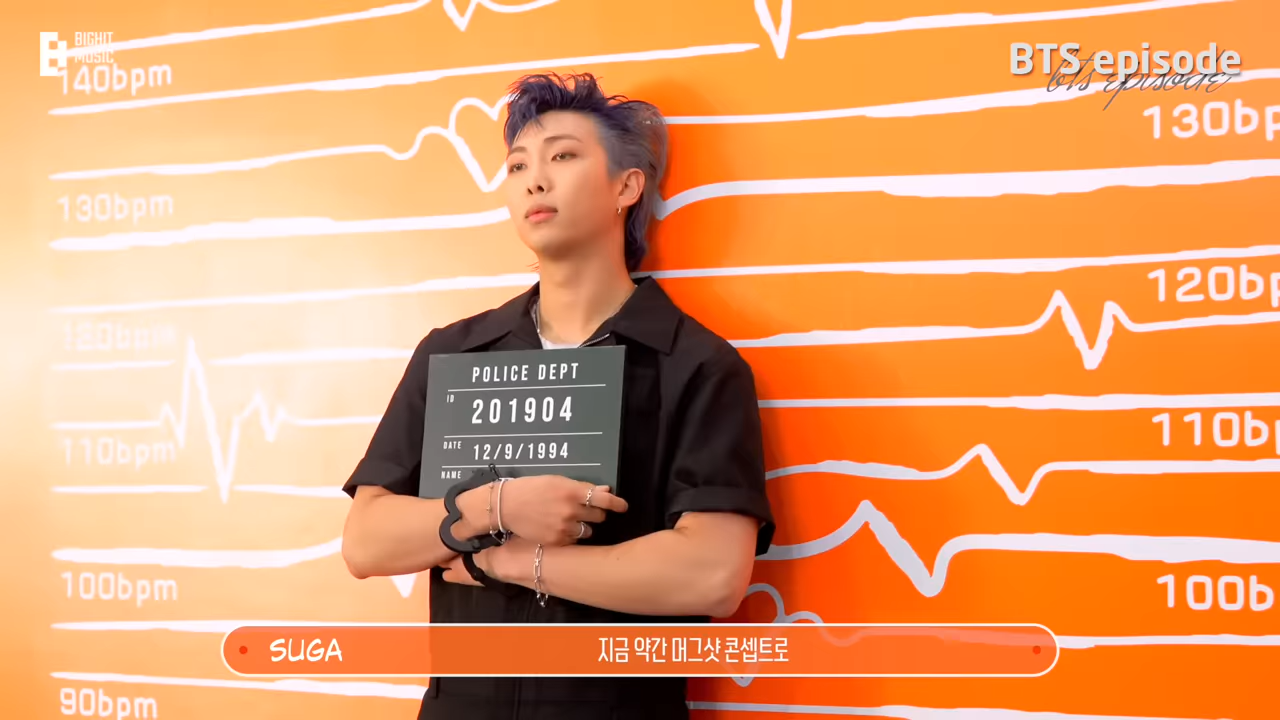 BIGHIT
MUSIC
BTS episode
bts episode
140bpm
130bpm
130bp
120bp
120bpm
110bp
110bpm
100bpm
100b
90bpm
POLICE DEPT
ID
201904
DATE
12/9/1994
NAME
SUGA
지금 약간 머그샷 콘셉트로